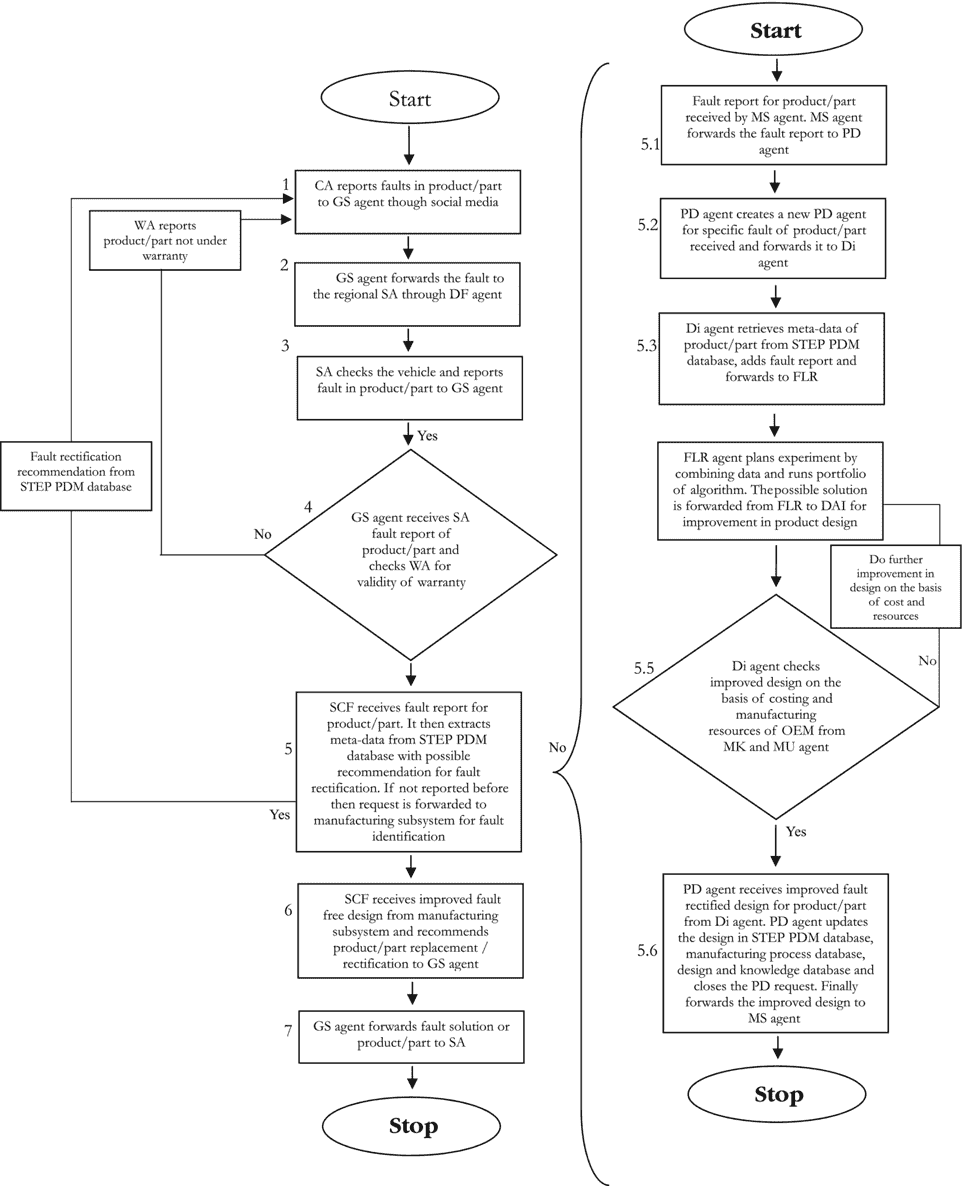 Start
1
CA reports faults in product/part
to GS agent though social media
WA reports
product/part not under
warranty
2
GS agent forwards the fault to
the regional SA through DF agent
3
SA checks the vehicle and reports
fault in product/part to GS agent
Yes
Fault rectification
recommendation from
STEP PDM database
4
No
GS agent receives SA
fault report of
product/part and
checks WA for
validity of warranty
5
SCF receives fault report for
product/part. It then extracts
meta-data from STEP PDM
database with possible
recommendation for fault
rectification. If not reported before
then request is forwarded to
manufacturing subsystem for fault
identification
Yes
No
6
SCF receives improved fault
free design from manufacturing
subsystem and recommends
product/part replacement /
rectification to GS agent
7
GS agent forwards fault solution or
product/part to SA
Stop
Start
5.1
Fault report for product/part
received by MS agent. MS agent
forwards the fault report to PD
agent
5.2
PD agent creates a new PD agent
for specific fault of product/part
received and forwards it to Di
agent
5.3
Di agent retrieves meta-data of
product/part from STEP PDM
database, adds fault report and
forwards to FLR
FLR agent plans experiment by
combining data and runs portfolio
of algorithm. The possible solution
is forwarded from FLR to DAI for
improvement in product design
Do further
improvement in
design on the basis
of cost and
resources
No
5.5
Di agent checks
improved design on the
basis of costing and
manufacturing
resources of OEM from
MK and MU agent
Yes
5.6
PD agent receives improved fault
rectified design for product/part
from Di agent. PD agent updates
the design in STEP PDM database,
manufacturing process database,
design and knowledge database and
closes the PD request. Finally
forwards the improved design to
MS agent
Stop